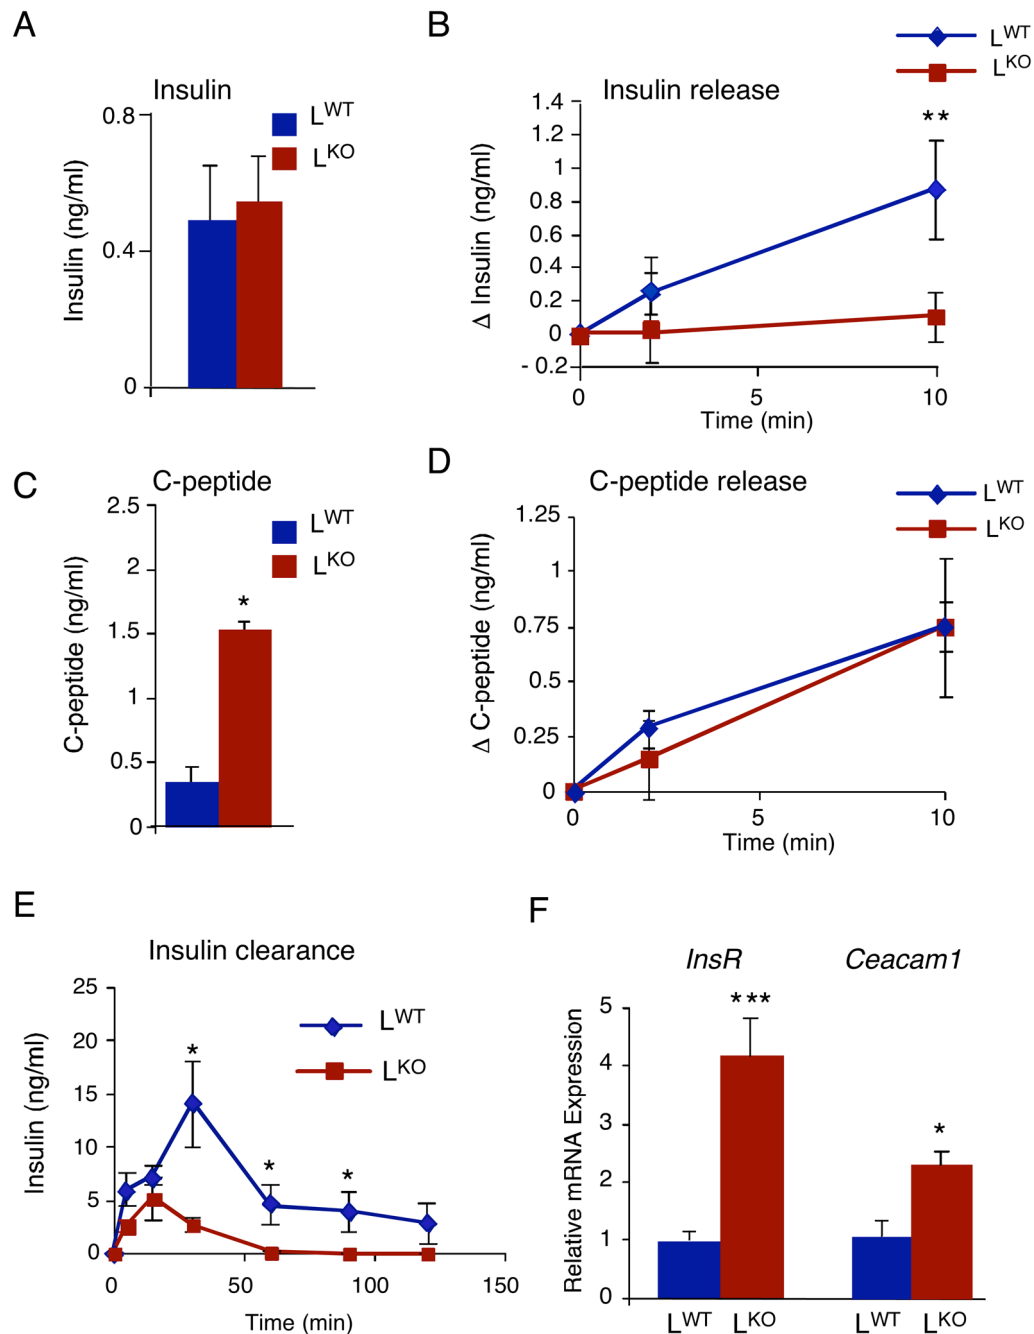 A
Insulin
L^WT
L^KO
Insulin (ng/ml)
0.8
0.4
0
B
Insulin release
L^WT
L^KO
Δ Insulin (ng/ml)
1.4
1.2
1
0.8
0.6
0.4
0.2
0
- 0.2
**
0
5
10
Time (min)
C
C-peptide
L^WT
L^KO
C-peptide (ng/ml)
2.5
2
1.5
1
0.5
0
*
D
C-peptide release
L^WT
L^KO
Δ C-peptide (ng/ml)
1.25
1
0.75
0.5
0.25
0
0
5
10
Time (min)
E
Insulin clearance
L^WT
L^KO
Insulin (ng/ml)
25
20
15
10
5
0
*
*
*
0
50
100
150
Time (min)
F
InsR
Ceacam1
Relative mRNA Expression
5
4
3
2
1
0
***
*
L^WT L^KO L^WT L^KO